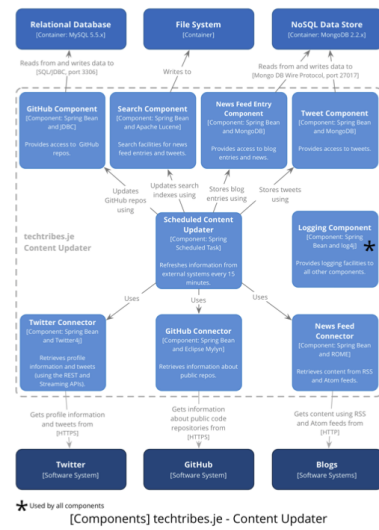 Relational Database
[Container: MySQL 5.5.x]
File System
[Container]
NoSQL Data Store
[Container: MongoDB 2.2.x]
Reads from and writes data to
[SQL/JDBC, port 3306]
Writes to
Reads from and writes data to
[Mongo DB Wire Protocol, port 27017]
GitHub Component
[Component: Spring Bean
and JDBC]
Provides access to GitHub
repos.
Search Component
[Component: Spring Bean
and Apache Lucene]
Search facilities for news
feed entries and tweets.
News Feed Entry
Component
[Component: Spring Bean
and MongoDB]
Provides access to blog
entries and news.
Tweet Component
[Component: Spring Bean
and MongoDB]
Provides access to tweets.
Updates
GitHub repos
using
Updates search
indexes using
Stores blog
entries using
Stores tweets
using
techtribes.je
Content Updater
Scheduled Content
Updater
[Component: Spring
Scheduled Task]
Refreshes information from
external systems every 15
minutes.
Logging Component
[Component: Spring
Bean and log4j]
Provides logging facilities to
all other components.
Uses
Uses
Uses
Twitter Connector
[Component: Spring Bean
and Twitter4j]
Retrieves profile
information and tweets
(using the REST and
Streaming APIs).
GitHub Connector
[Component: Spring Bean
and Eclipse Mylyn]
Retrieves information about
public repos.
News Feed
Connector
[Component: Spring Bean
and ROME]
Retrieves content from RSS
and Atom feeds.
Gets profile information
and tweets from
[HTTPS]
Gets information
about public code
repositories from
[HTTPS]
Gets content using RSS
and Atom feeds from
[HTTP]
Twitter
[Software System]
GitHub
[Software System]
Blogs
[Software Systems]
* Used by all components
[Components] techtribes.je - Content Updater